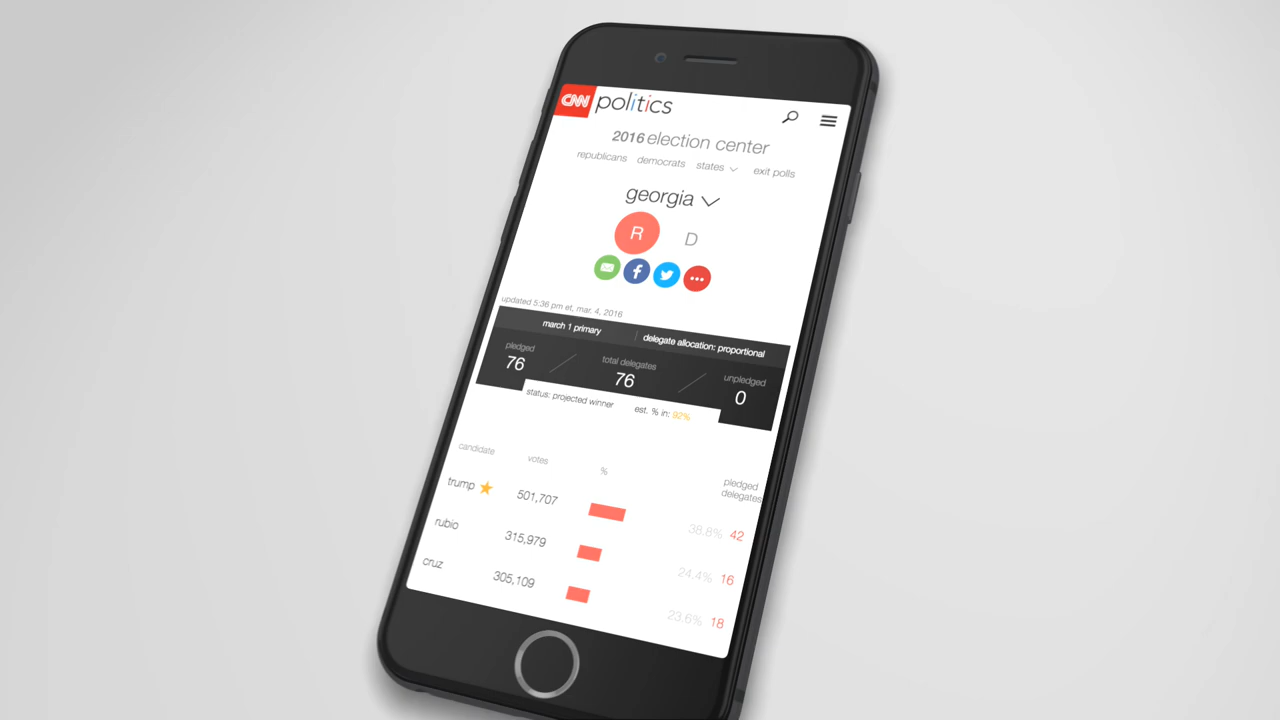 CNN politics
2016 election center
republicans democrats states exit polls
georgia
R D
f
updated 5:36 pm et, mar. 4, 2016
march 1 primary delegate allocation: proportional
pledged total delegates unpledged
76 76 0
status: projected winner est. % in: 92%
candidate votes % pledged delegates
trump 501,707 38.8% 42
rubio 315,979 24.4% 16
cruz 305,109 23.6% 18